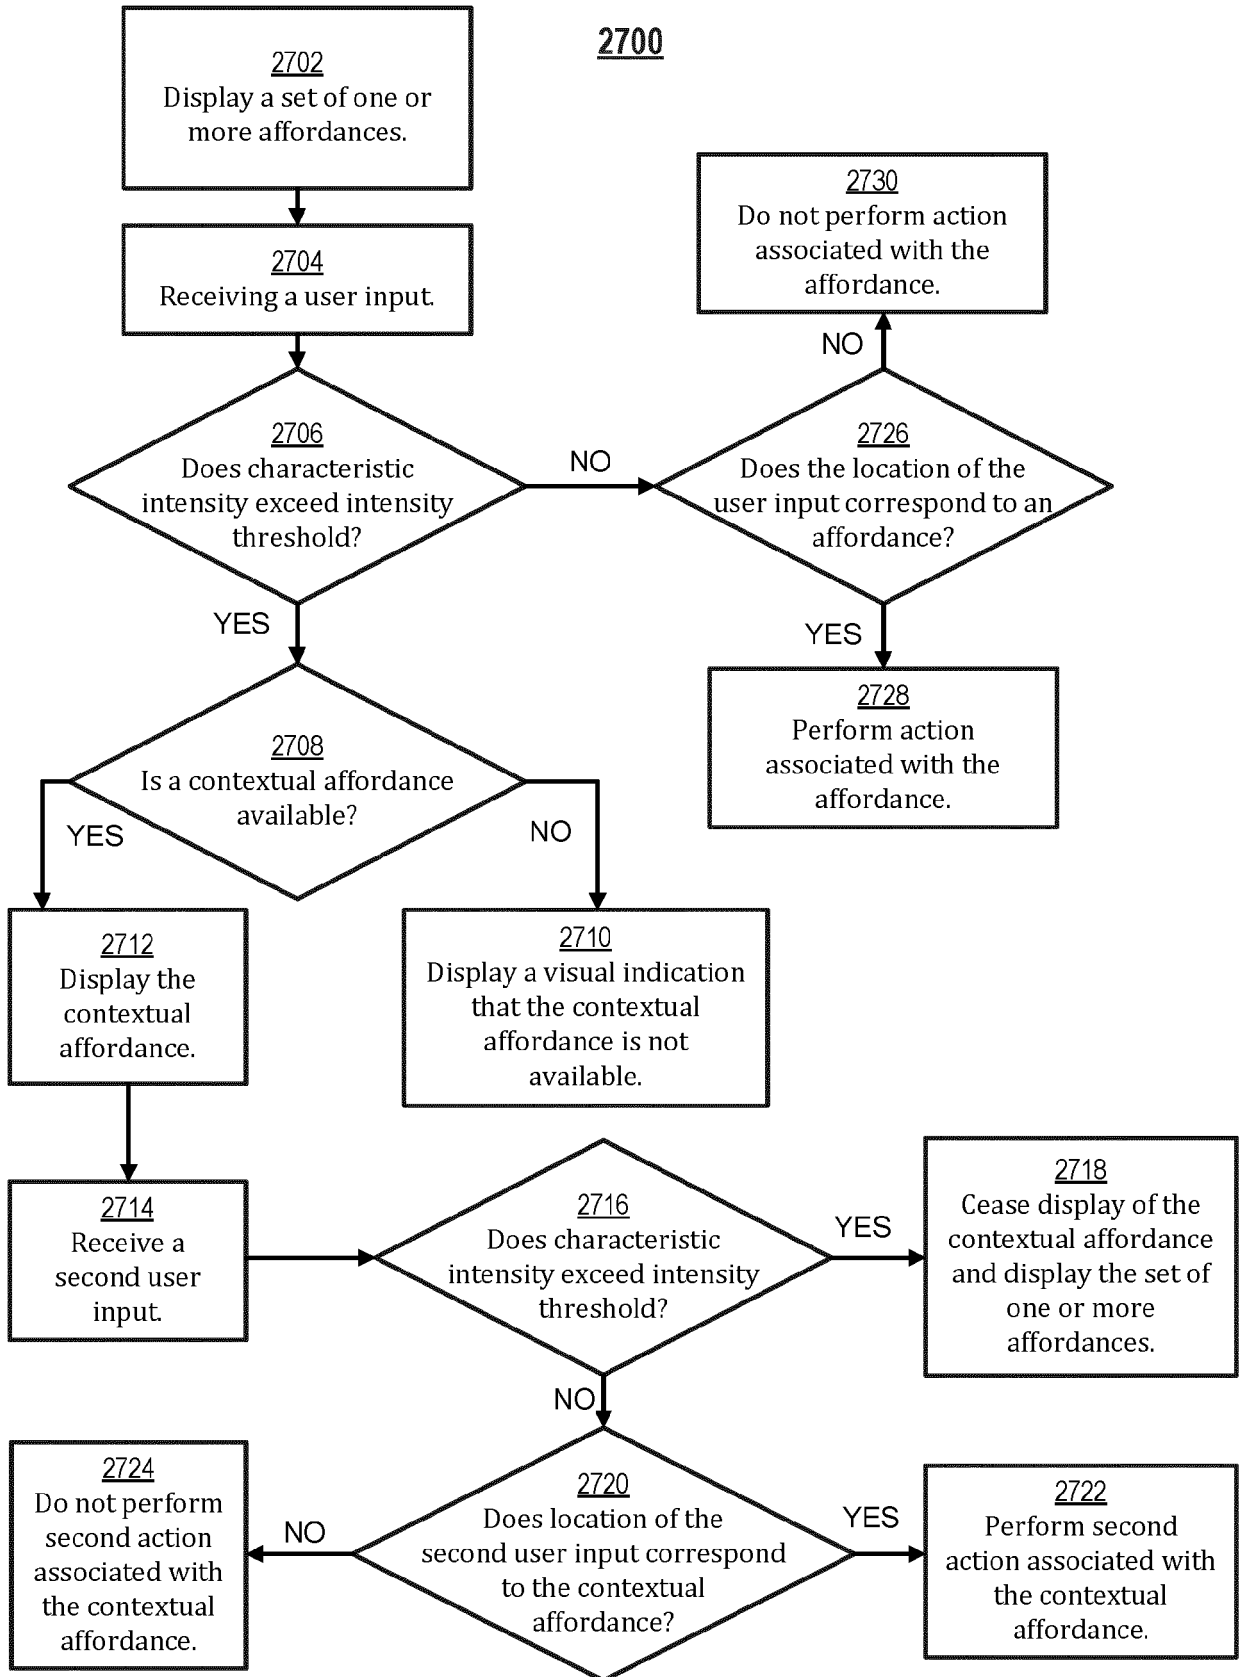 2700
2702
Display a set of one or
more affordances.
2704
Receiving a user input.
2730
Do not perform action
associated with the
affordance.
NO
2706
Does characteristic
intensity exceed intensity
threshold?
NO
2726
Does the location of the
user input correspond to an
affordance?
YES
YES
2728
Perform action
associated with the
affordance.
2708
Is a contextual affordance
available?
YES
NO
2712
Display the
contextual
affordance.
2710
Display a visual indication
that the contextual
affordance is not
available.
2714
Receive a
second user
input.
2716
Does characteristic
intensity exceed intensity
threshold?
YES
2718
Cease display of the
contextual affordance
and display the set of
one or more
affordances.
NO
2724
Do not perform
second action
associated with
the contextual
affordance.
NO
2720
Does location of the
second user input correspond
to the contextual
affordance?
YES
2722
Perform second
action associated with
the contextual
affordance.